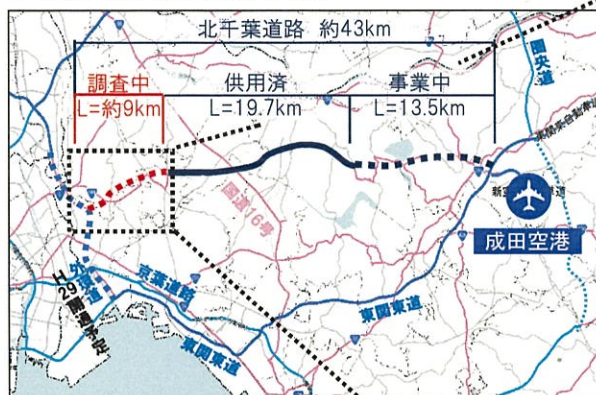 北千葉道路 約43km
調査中
供用済
事業中
L=約9km
L=19.7km
L=13.5km
圏央道
国道16号
成田空港
外環道
H29開通予定
京葉道路
東関東道
東関東道